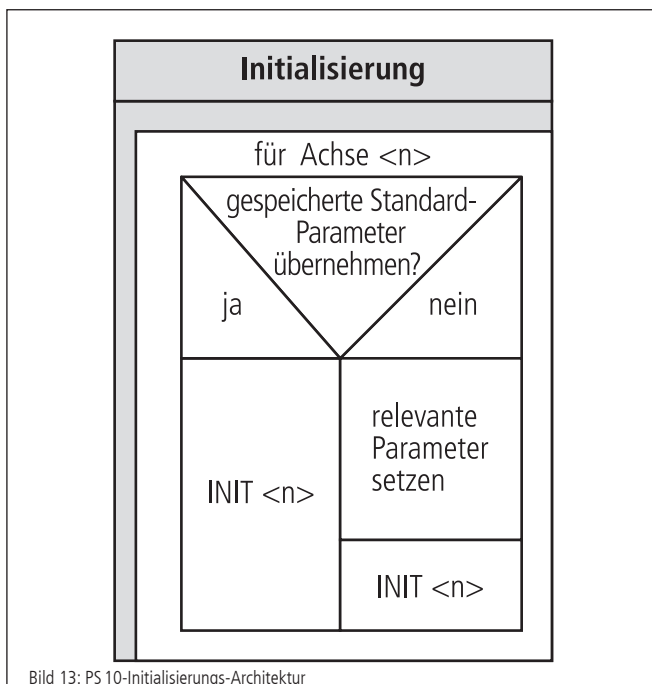 Initialisierung
für Achse <n>
gespeicherte Standard-
Parameter
übernehmen?
ja
nein
INIT <n>
relevante
Parameter
setzen
INIT <n>
Bild 13: PS 10-Initialisierungs-Architektur